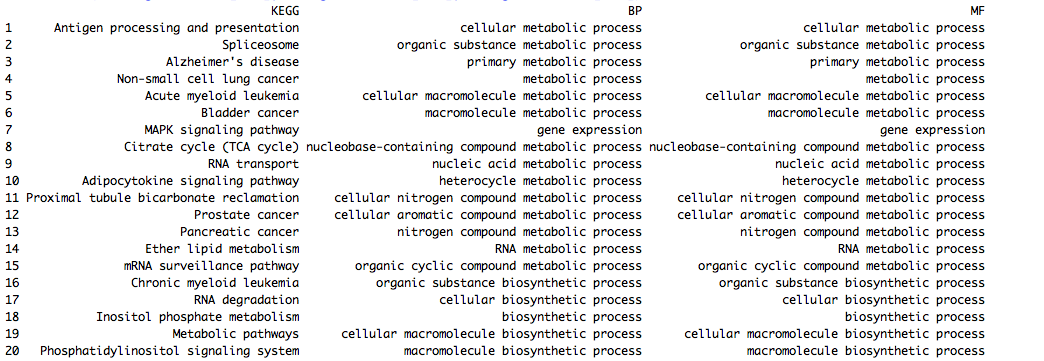 KEGG BP MF
1 Antigen processing and presentation cellular metabolic process cellular metabolic process
2 Spliceosome organic substance metabolic process organic substance metabolic process
3 Alzheimer's disease primary metabolic process primary metabolic process
4 Non-small cell lung cancer metabolic process metabolic process
5 Acute myeloid leukemia cellular macromolecule metabolic process cellular macromolecule metabolic process
6 Bladder cancer macromolecule metabolic process macromolecule metabolic process
7 MAPK signaling pathway gene expression gene expression
8 Citrate cycle (TCA cycle) nucleobase-containing compound metabolic process nucleobase-containing compound metabolic process
9 RNA transport nucleic acid metabolic process nucleic acid metabolic process
10 Adipocytokine signaling pathway heterocycle metabolic process heterocycle metabolic process
11 Proximal tubule bicarbonate reclamation cellular nitrogen compound metabolic process cellular nitrogen compound metabolic process
12 Prostate cancer cellular aromatic compound metabolic process cellular aromatic compound metabolic process
13 Pancreatic cancer nitrogen compound metabolic process nitrogen compound metabolic process
14 Ether lipid metabolism RNA metabolic process RNA metabolic process
15 mRNA surveillance pathway organic cyclic compound metabolic process organic cyclic compound metabolic process
16 Chronic myeloid leukemia organic substance biosynthetic process organic substance biosynthetic process
17 RNA degradation cellular biosynthetic process cellular biosynthetic process
18 Inositol phosphate metabolism biosynthetic process biosynthetic process
19 Metabolic pathways cellular macromolecule biosynthetic process cellular macromolecule biosynthetic process
20 Phosphatidylinositol signaling system macromolecule biosynthetic process macromolecule biosynthetic process